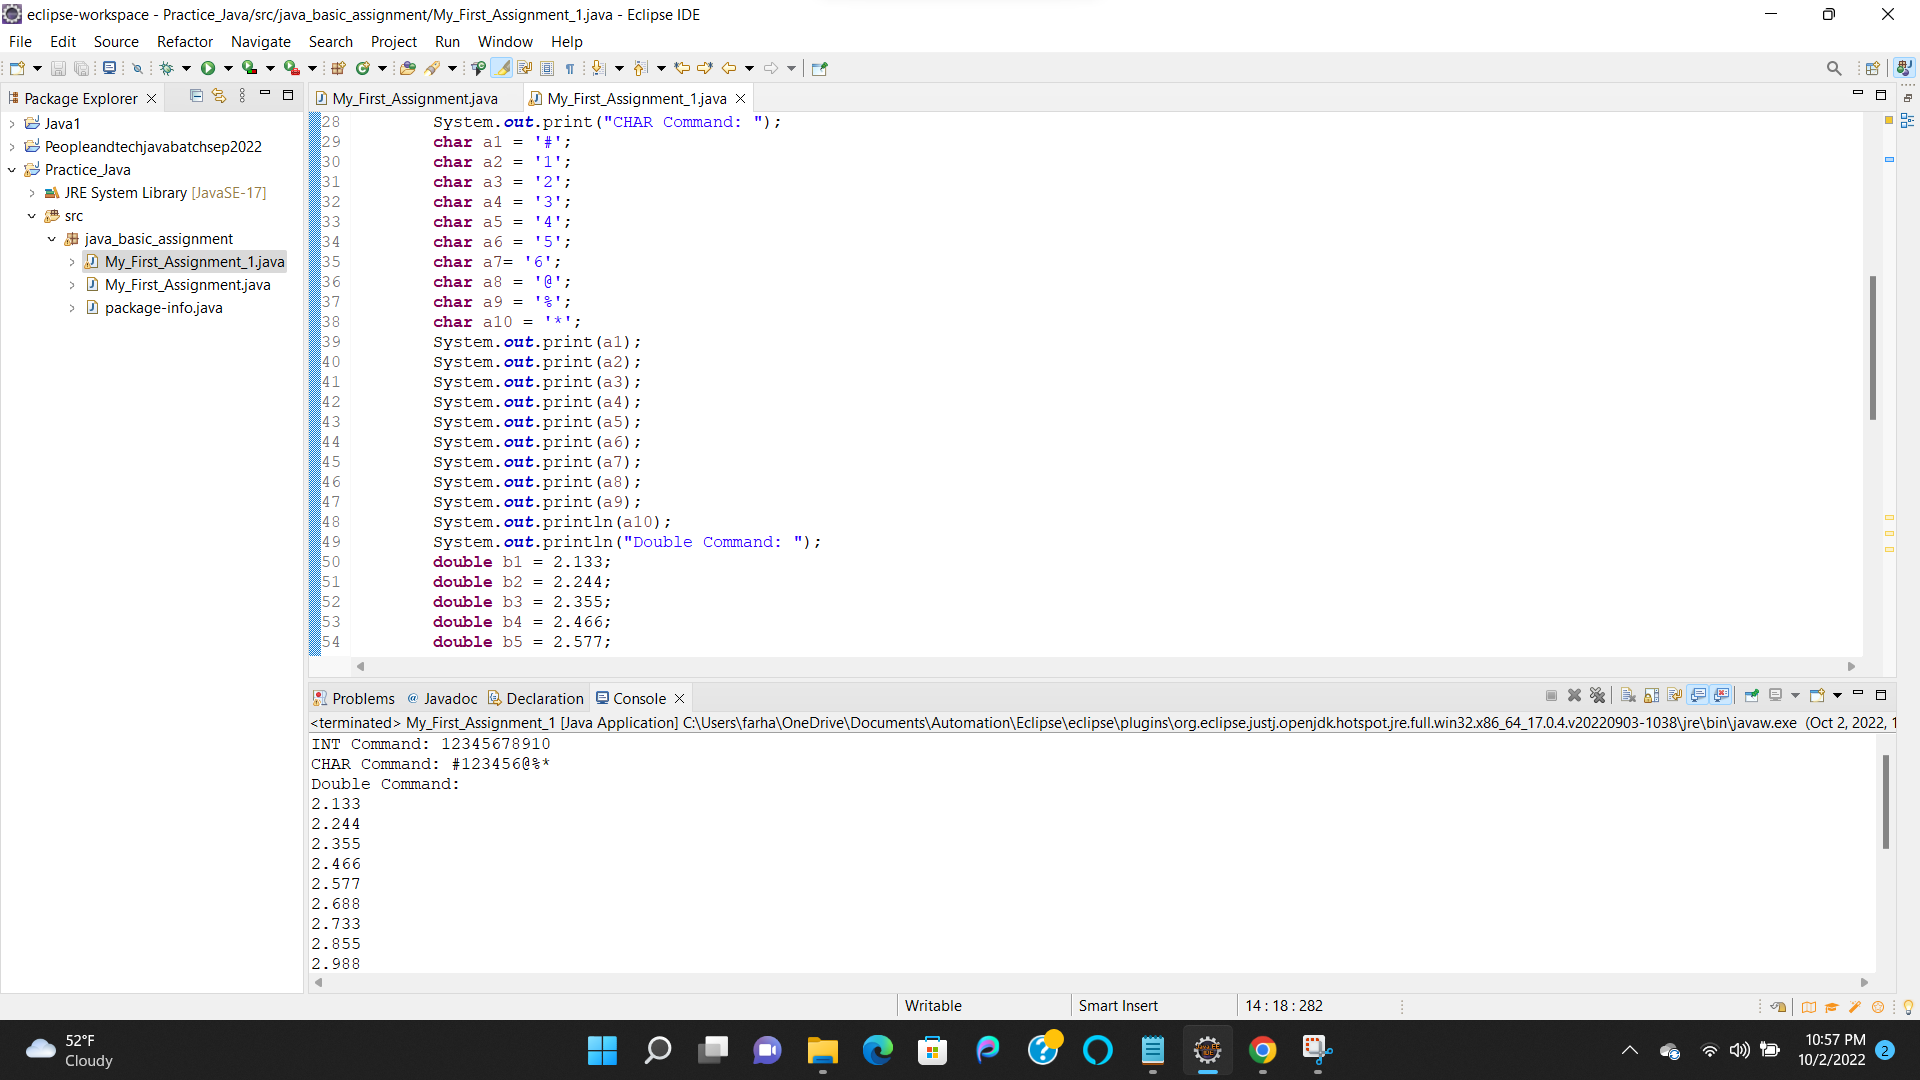 eclipse-workspace - Practice_Java/src/java_basic_assignment/My_First_Assignment_1.java - Eclipse IDE
File Edit Source Refactor Navigate Search Project Run Window Help
Package Explorer
Java1
Peopleandtechjavabatchsep2022
Practice_Java
JRE System Library [JavaSE-17]
src
java_basic_assignment
My_First_Assignment_1.java
My_First_Assignment.java
package-info.java
My_First_Assignment.java My_First_Assignment_1.java
28 System.out.print("CHAR Command: ");
29 char a1 = '#';
30 char a2 = '1';
31 char a3 = '2';
32 char a4 = '3';
33 char a5 = '4';
34 char a6 = '5';
35 char a7= '6';
36 char a8 = '@';
37 char a9 = '%';
38 char a10 = '*';
39 System.out.print(a1);
40 System.out.print(a2);
41 System.out.print(a3);
42 System.out.print(a4);
43 System.out.print(a5);
44 System.out.print(a6);
45 System.out.print(a7);
46 System.out.print(a8);
47 System.out.print(a9);
48 System.out.println(a10);
49 System.out.println("Double Command: ");
50 double b1 = 2.133;
51 double b2 = 2.244;
52 double b3 = 2.355;
53 double b4 = 2.466;
54 double b5 = 2.577;
Problems @ Javadoc Declaration Console
<terminated> My_First_Assignment_1 [Java Application] C:\Users\farha\OneDrive\Documents\Automation\Eclipse\eclipse\plugins\org.eclipse.justj.openjdk.hotspot.jre.full.win32.x86_64_17.0.4.v20220903-1038\jre\bin\javaw.exe (Oct 2, 2022, 1
INT Command: 12345678910
CHAR Command: #123456@%*
Double Command:
2.133
2.244
2.355
2.466
2.577
2.688
2.733
2.855
2.988
Writable Smart Insert 14 : 18 : 282
52°F
Cloudy
10:57 PM
10/2/2022
2